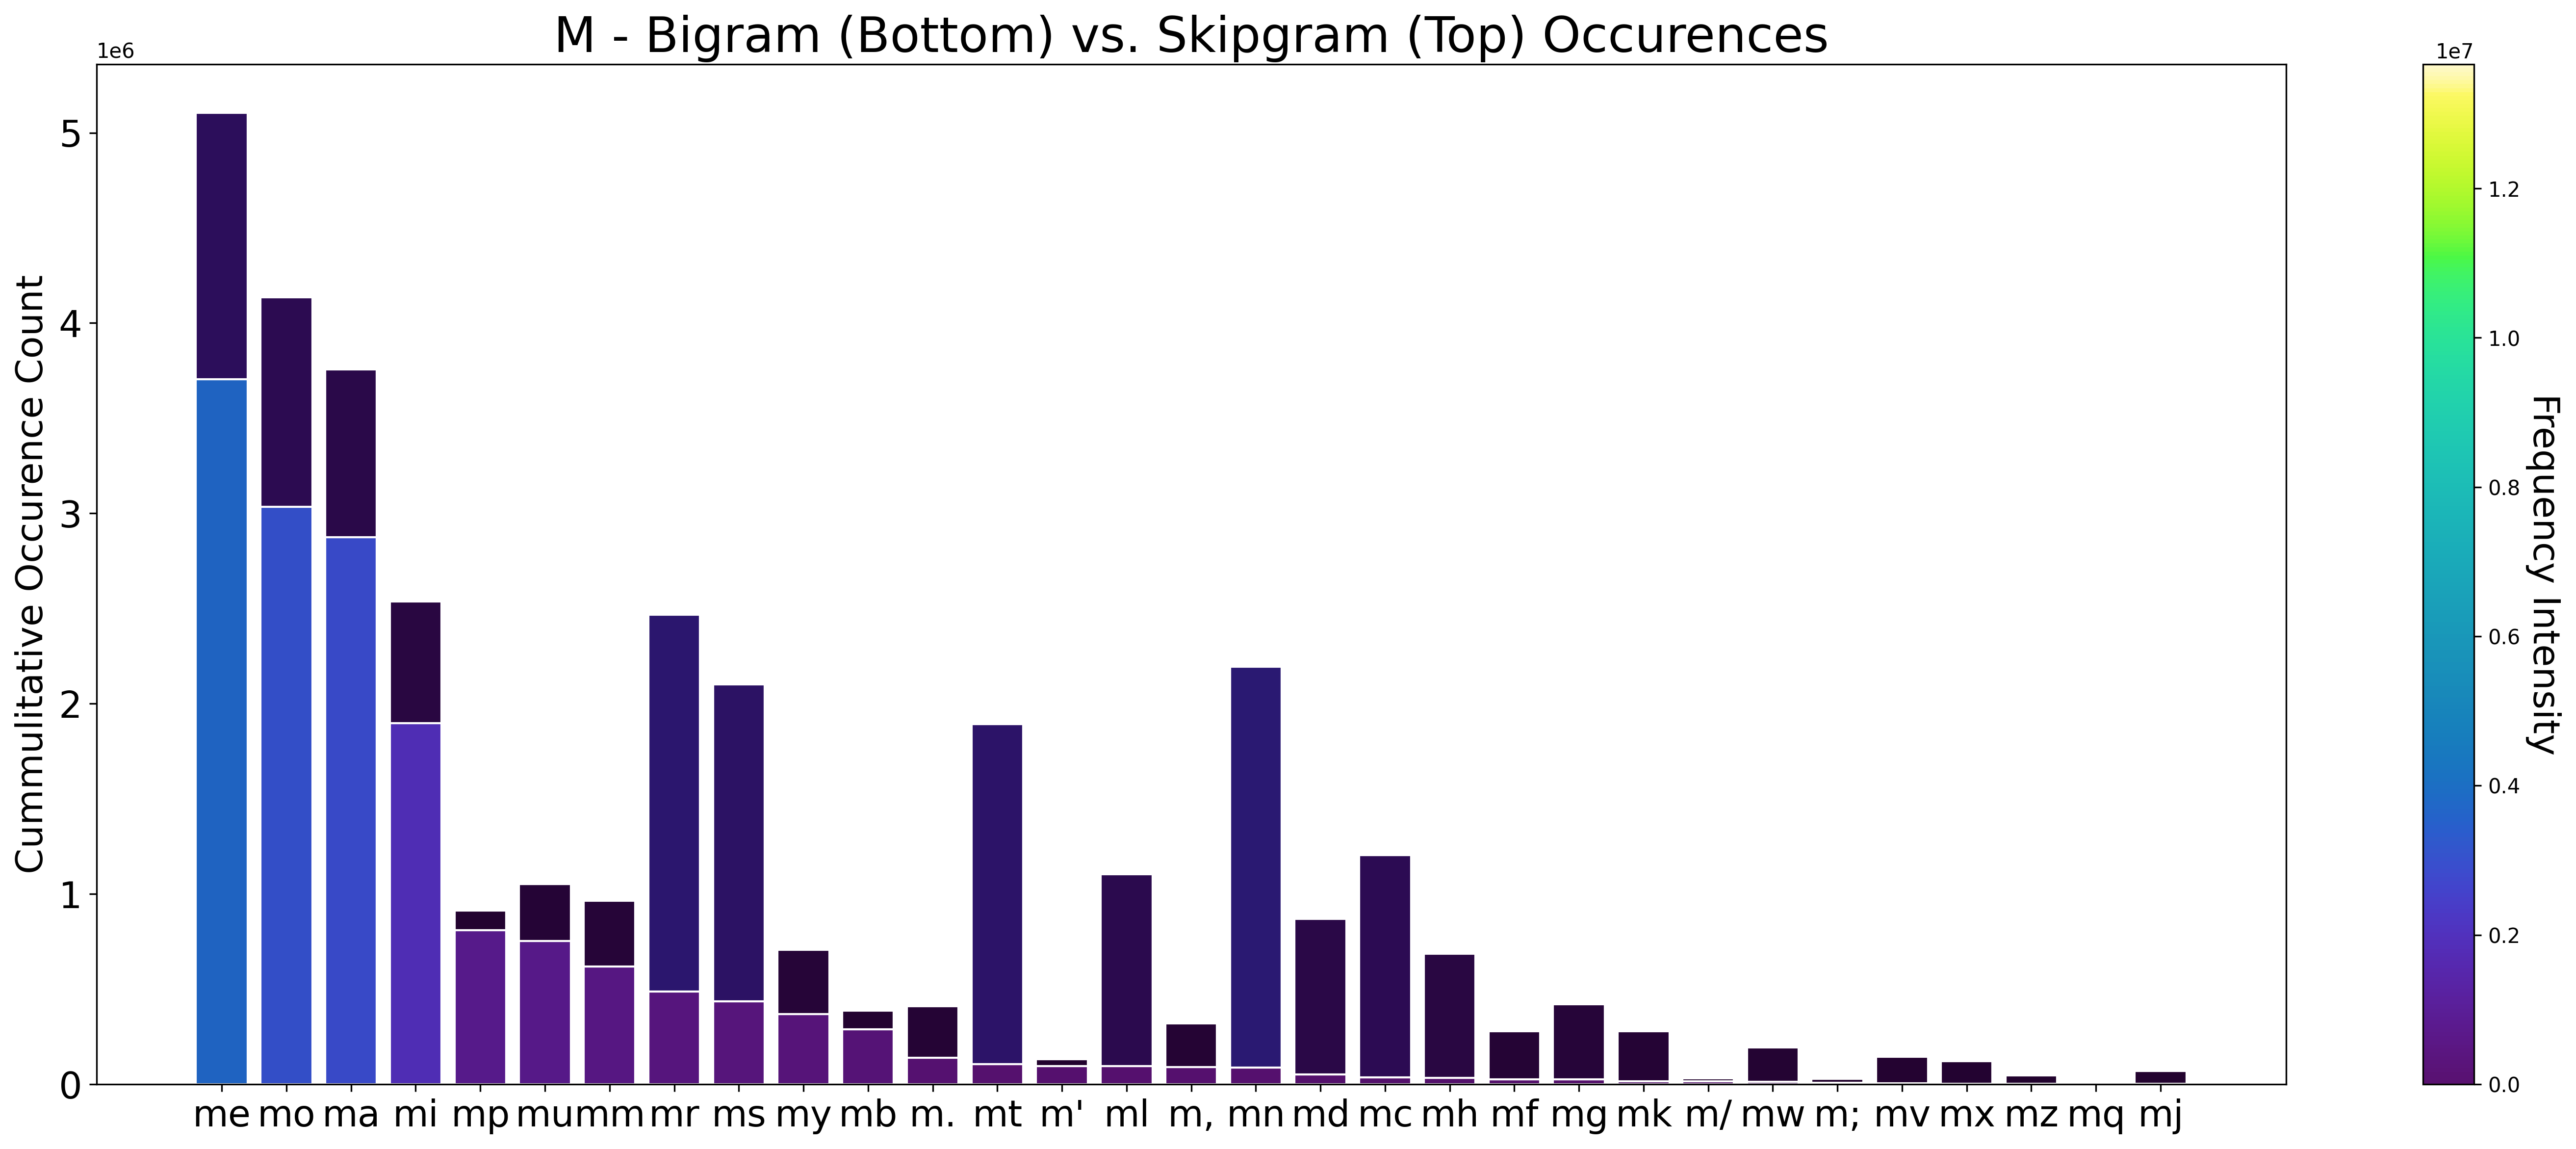 M - Bigram (Bottom) vs. Skipgram (Top) Occurences
1e6
1e7
Cummulitative Occurence Count
5
4
3
2
1
0
me mo ma mi mp mu mm mr ms my mb m. mt m' ml m, mn md mc mh mf mg mk m/ mw m; mv mx mz mq mj
1.2
1.0
0.8
0.6
0.4
0.2
0.0
Frequency Intensity